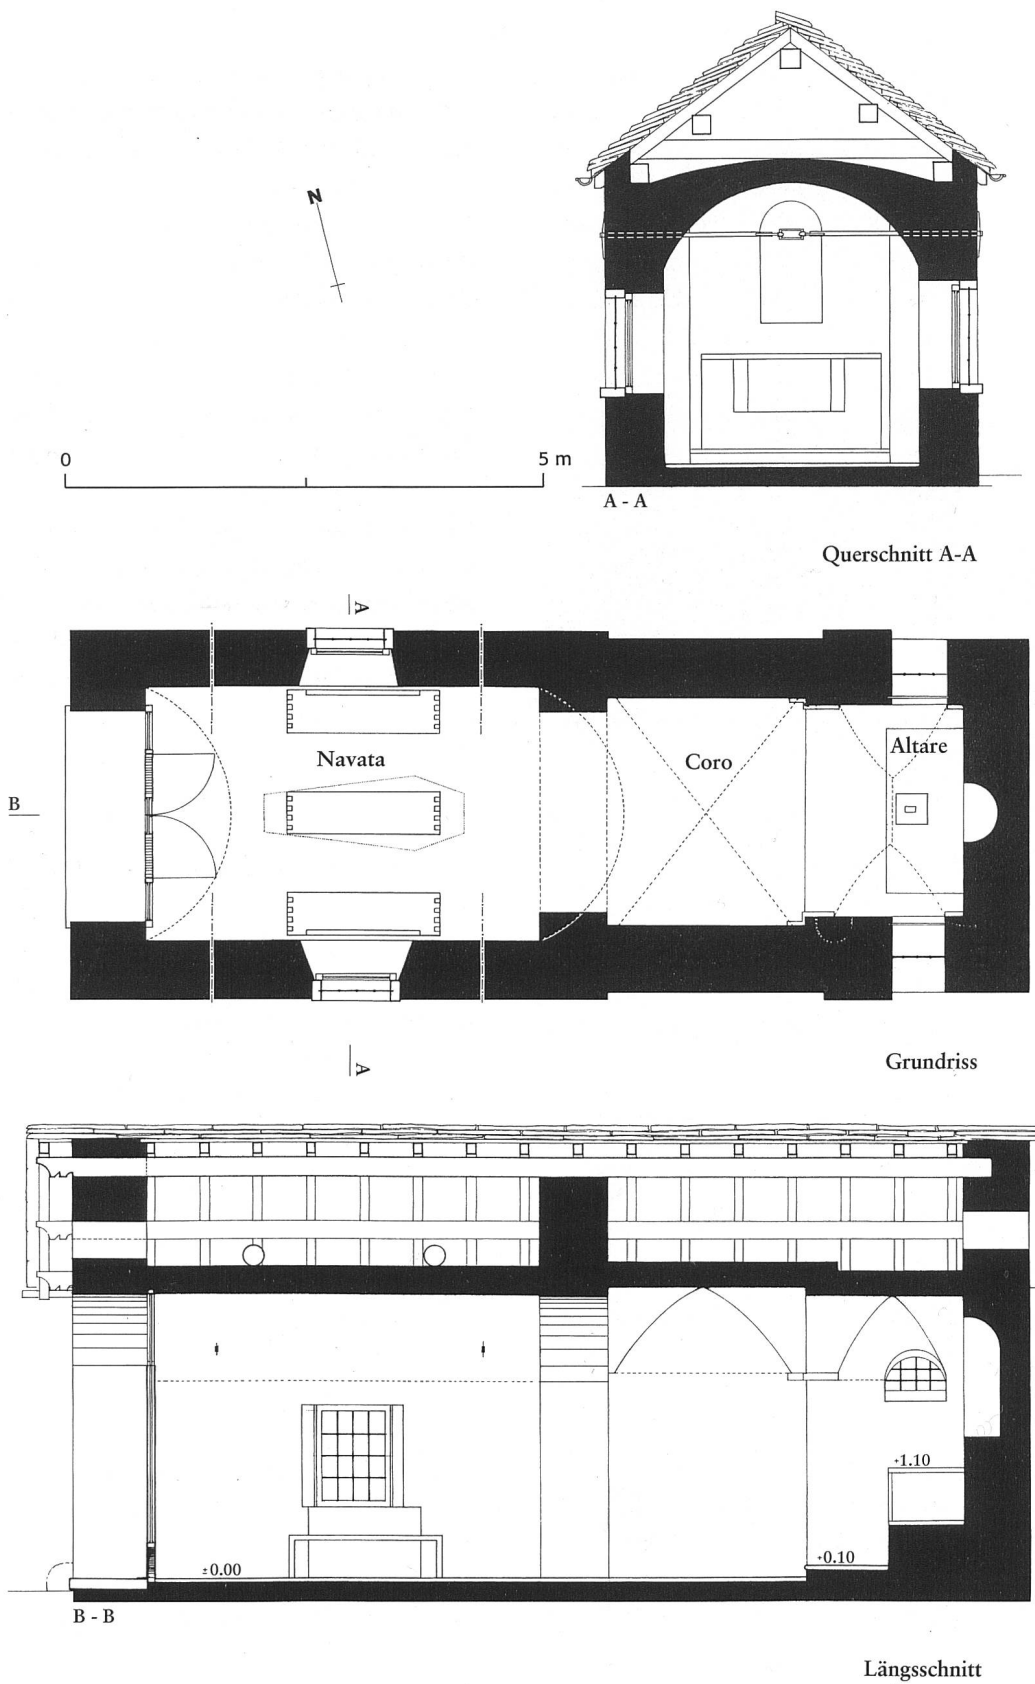 N
0 5 m
A - A
Querschnitt A-A
A
Navata
Coro
Altare
B
Grundriss
A
+1.10
+0.10
±0.00
B - B
Längsschnitt